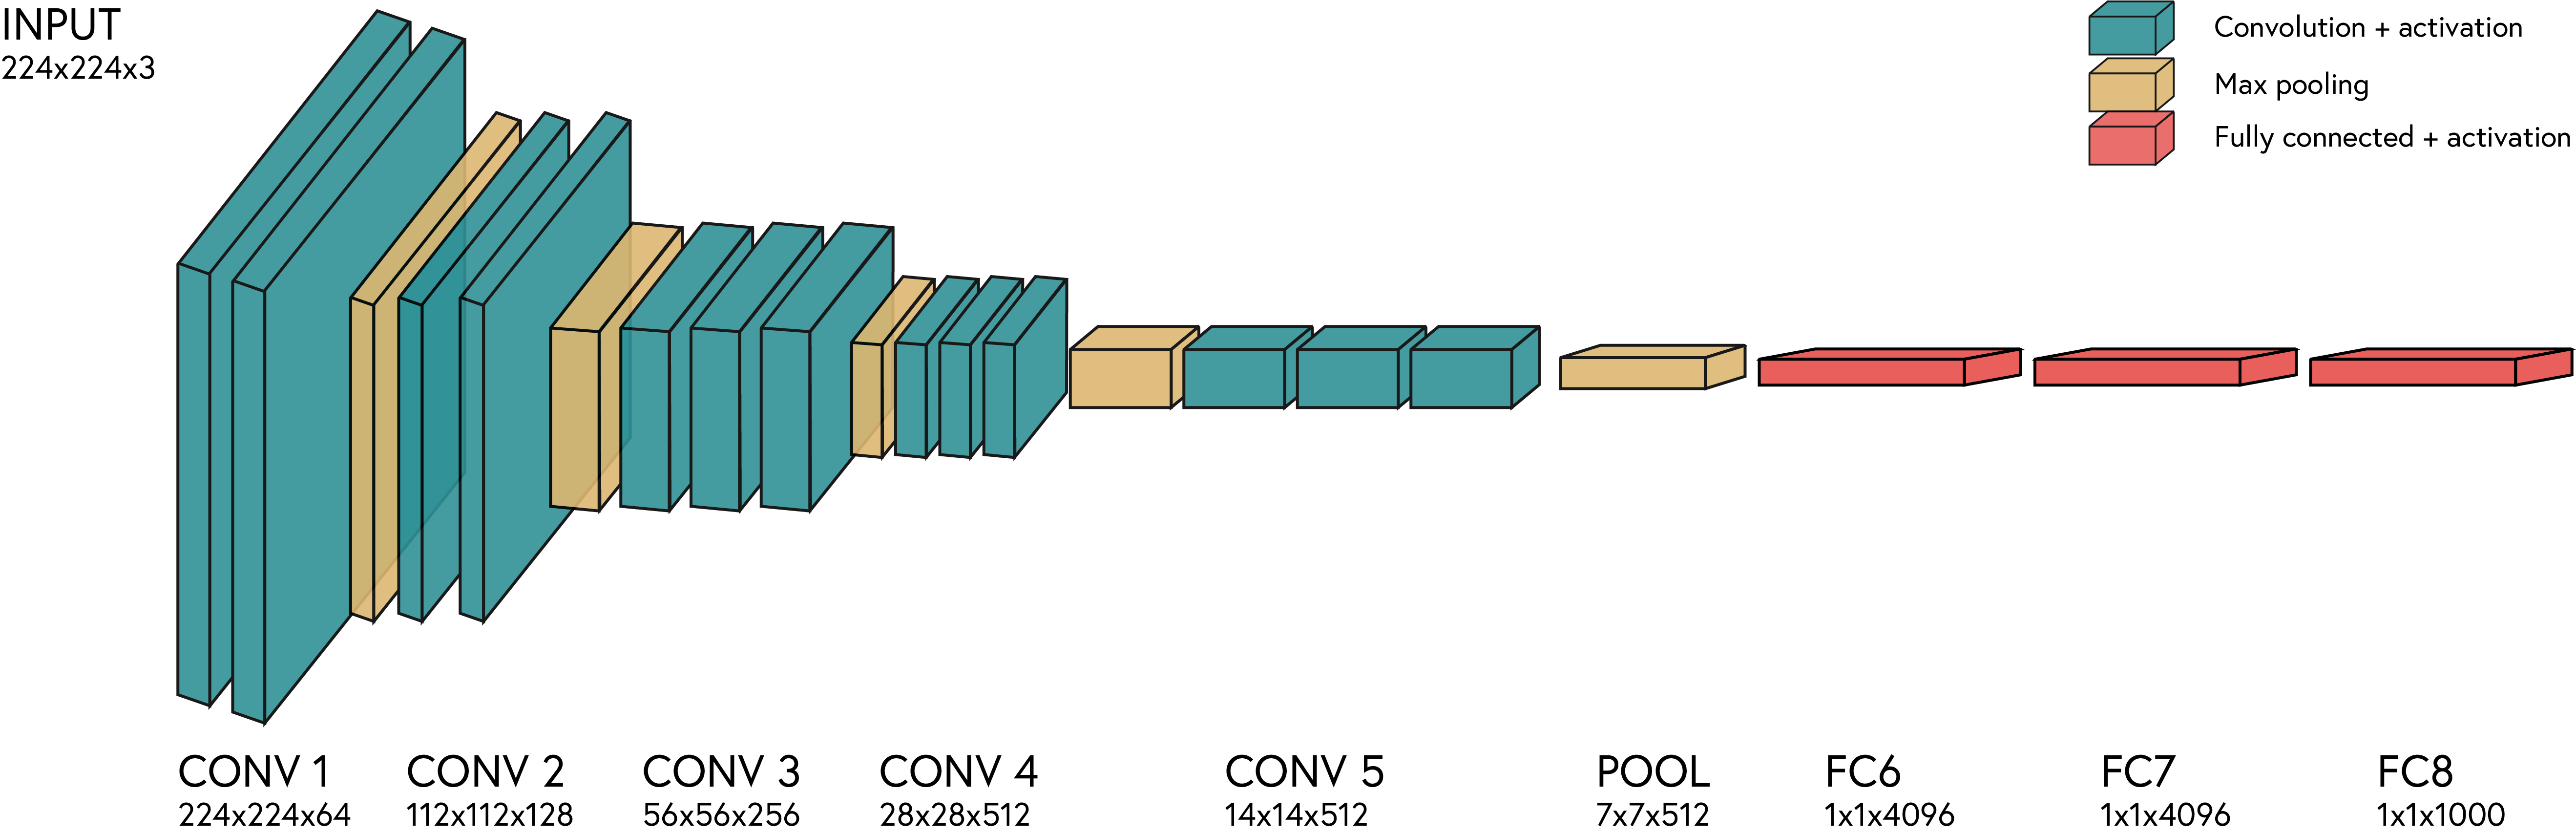 INPUT
224x224x3
Convolution + activation
Max pooling
Fully connected + activation
CONV 1
224x224x64
CONV 2
112x112x128
CONV 3
56x56x256
CONV 4
28x28x512
CONV 5
14x14x512
POOL
7x7x512
FC6
1x1x4096
FC7
1x1x4096
FC8
1x1x1000